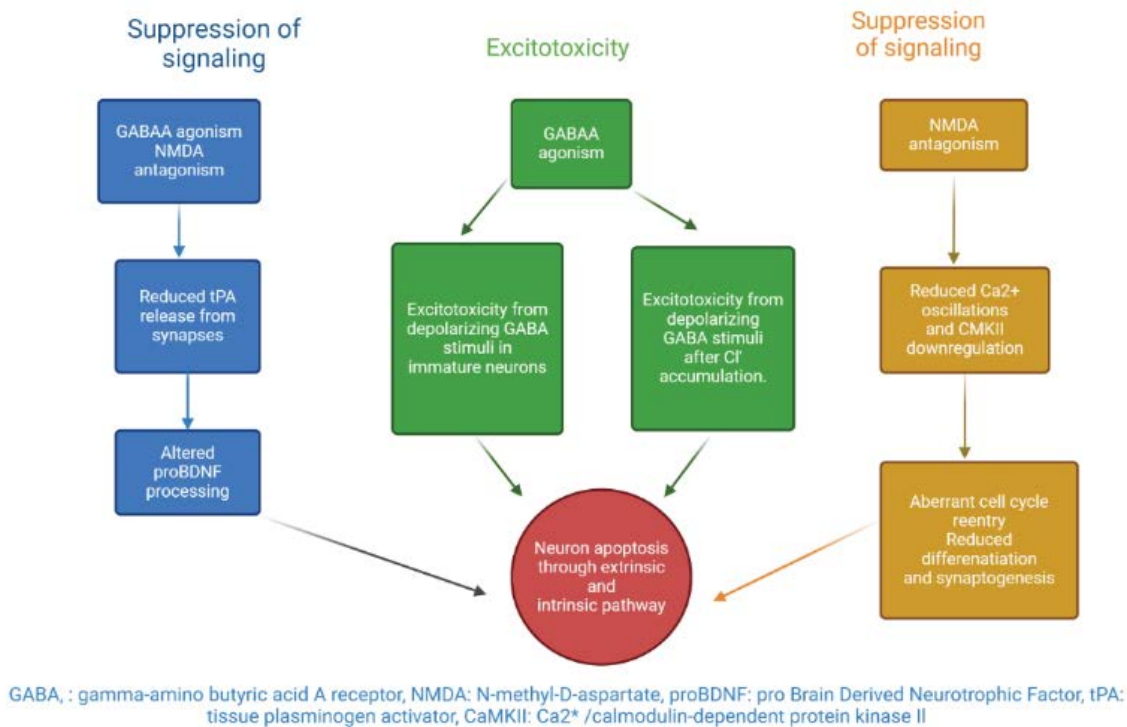 Suppression of
signaling
GABAA agonism
NMDA
antagonism
Reduced tPA
release from
synapses
Altered
proBDNF
processing
Excitotoxicity
GABAA
agonism
Excitotoxicity from
depolarizing GABA
stimuli in
immature neurons
Excitotoxicity from
depolarizing
GABA stimuli
after Cl-
accumulation.
Suppression
of signaling
NMDA
antagonism
Reduced Ca2+
oscillations
and CMKII
downregulation
Aberrant cell cycle
reentry
Reduced
differenatiation
and synaptogenesis
Neuron apoptosis
through extrinsic
and
intrinsic pathway
GABA, : gamma-amino butyric acid A receptor, NMDA: N-methyl-D-aspartate, proBDNF: pro Brain Derived Neurotrophic Factor, tPA:
tissue plasminogen activator, CaMKII: Ca2* /calmodulin-dependent protein kinase II